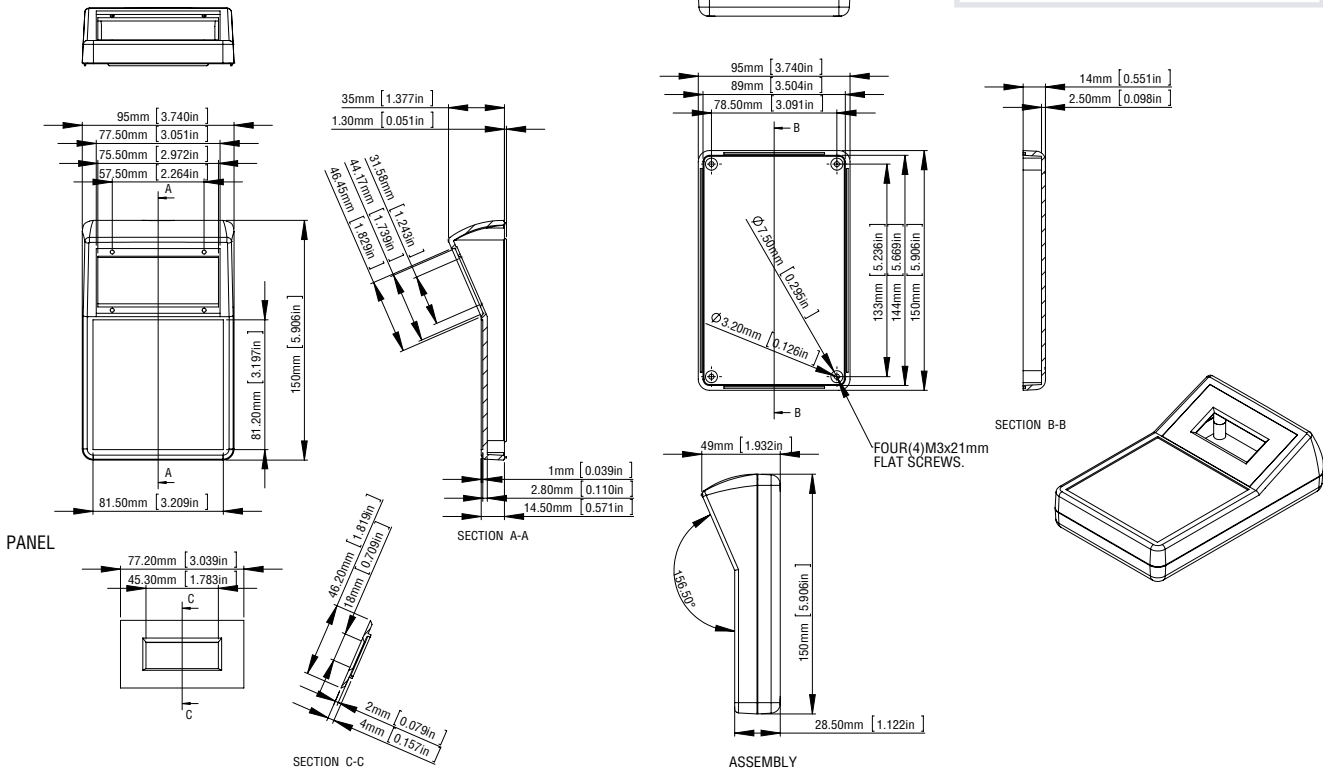 95mm [3.740in]
77.50mm [3.051in]
75.50mm [2.972in]
57.50mm [2.264in]
A
150mm [5.906in]
81.20mm [3.197in]
A
81.50mm [3.209in]
35mm [1.377in]
1.30mm [0.051in]
31.58mm [1.243in]
44.17mm [1.739in]
46.45mm [1.829in]
1mm [0.039in]
2.80mm [0.110in]
14.50mm [0.571in]
SECTION A-A
95mm [3.740in]
89mm [3.504in]
78.50mm [3.091in]
B
Ø7.50mm [0.295in]
Ø3.20mm [0.126in]
133mm [5.236in]
144mm [5.669in]
150mm [5.906in]
B
FOUR(4)M3x21mm
FLAT SCREWS.
14mm [0.551in]
2.50mm [0.098in]
SECTION B-B
PANEL
77.20mm [3.039in]
45.30mm [1.783in]
C
C
46.20mm [1.819in]
18mm [0.709in]
2mm [0.079in]
4mm [0.157in]
SECTION C-C
49mm [1.932in]
156.50°
150mm [5.906in]
28.50mm [1.122in]
ASSEMBLY